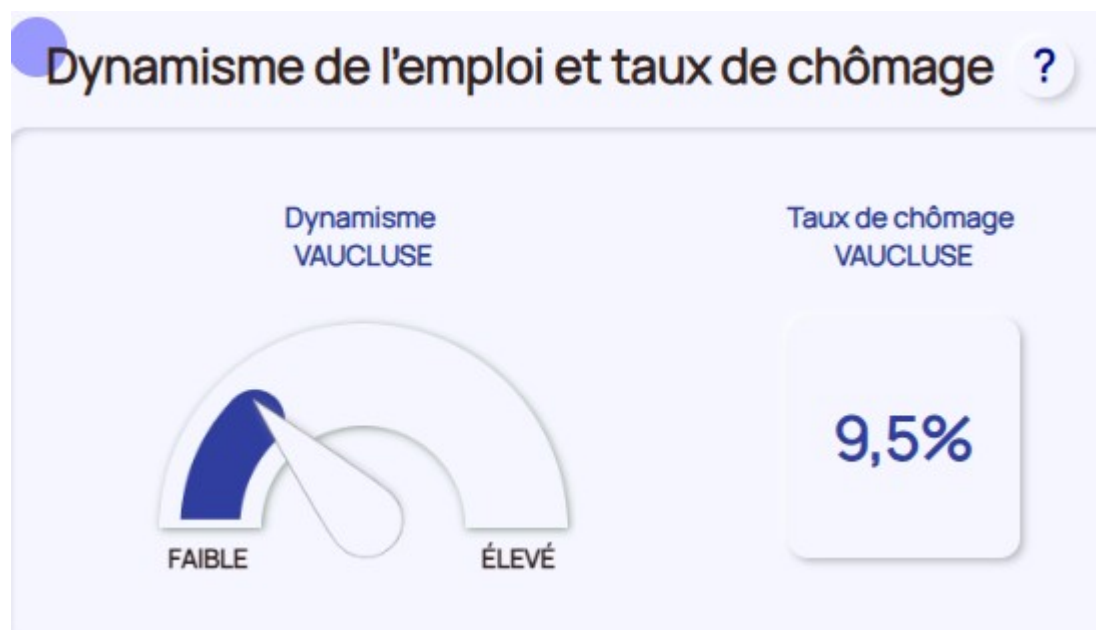 Dynamisme de l'emploi et taux de chômage ?
Dynamisme
VAUCLUSE
FAIBLE
ÉLEVÉ
Taux de chômage
VAUCLUSE
9,5%